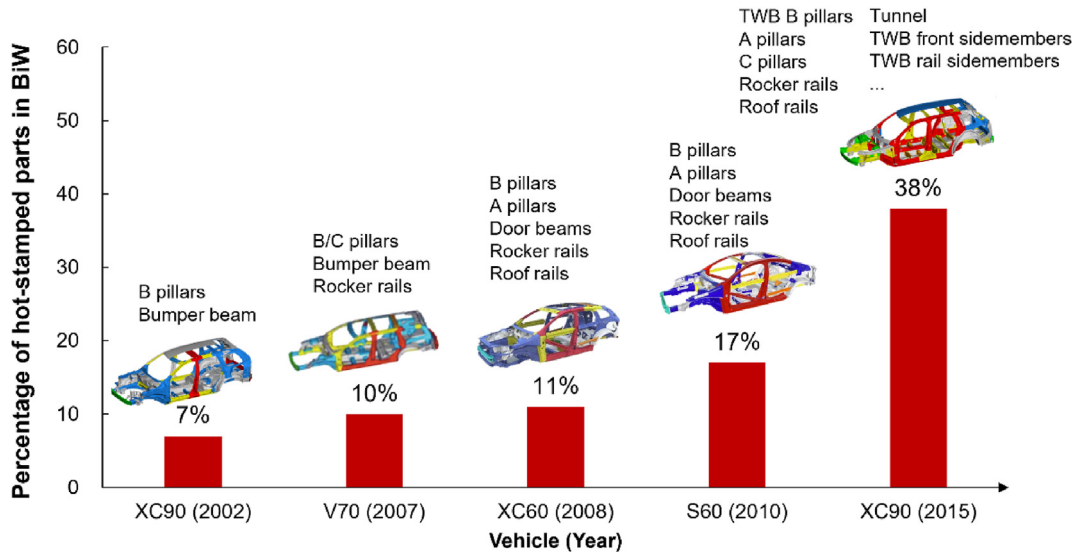 Percentage of hot-stamped parts in BiW
60
50
40
30
20
10
0
B pillars
Bumper beam
7%
XC90 (2002)
B/C pillars
Bumper beam
Rocker rails
10%
V70 (2007)
B pillars
A pillars
Door beams
Rocker rails
Roof rails
11%
XC60 (2008)
B pillars
A pillars
Door beams
Rocker rails
Roof rails
17%
S60 (2010)
TWB B pillars
A pillars
C pillars
Rocker rails
Roof rails
Tunnel
TWB front sidemembers
TWB rail sidemembers
...
38%
XC90 (2015)
Vehicle (Year)